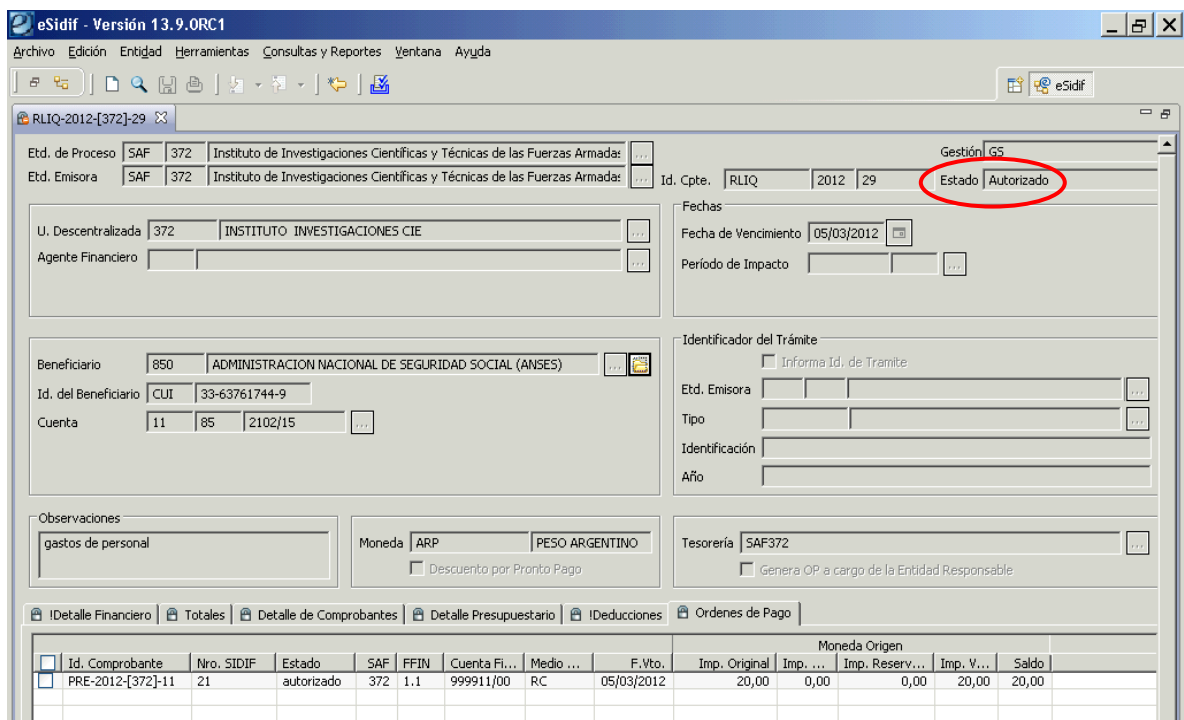 eSidif - Versión 13.9.0RC1
Archivo Edición Entidad Herramientas Consultas y Reportes Ventana Ayuda
eSidif
RLIQ-2012-[372]-29
Etd. de Proceso SAF 372 Instituto de Investigaciones Científicas y Técnicas de las Fuerzas Armadas ... Gestión GS
Etd. Emisora SAF 372 Instituto de Investigaciones Científicas y Técnicas de las Fuerzas Armadas ... Id. Cpte. RLIQ 2012 29 Estado Autorizado
U. Descentralizada 372 INSTITUTO INVESTIGACIONES CIE ...
Agente Financiero ...
Fechas
Fecha de Vencimiento 05/03/2012
Período de Impacto ...
Beneficiario 850 ADMINISTRACION NACIONAL DE SEGURIDAD SOCIAL (ANSES) ...
Id. del Beneficiario CUI 33-63761744-9
Cuenta 11 85 2102/15 ...
Identificador del Trámite
Informa Id. de Tramite
Etd. Emisora ...
Tipo ...
Identificación
Año
Observaciones
gastos de personal
Moneda ARP PESO ARGENTINO
Descuento por Pronto Pago
Tesorería SAF372 ...
Genera OP a cargo de la Entidad Responsable
!Detalle Financiero Totales Detalle de Comprobantes Detalle Presupuestario !Deducciones Ordenes de Pago
Moneda Origen
Id. Comprobante Nro. SIDIF Estado SAF FFIN Cuenta Fi... Medio ... F.Vto. Imp. Original Imp. ... Imp. Reserv... Imp. V... Saldo
PRE-2012-[372]-11 21 autorizado 372 1.1 999911/00 RC 05/03/2012 20,00 0,00 0,00 20,00 20,00